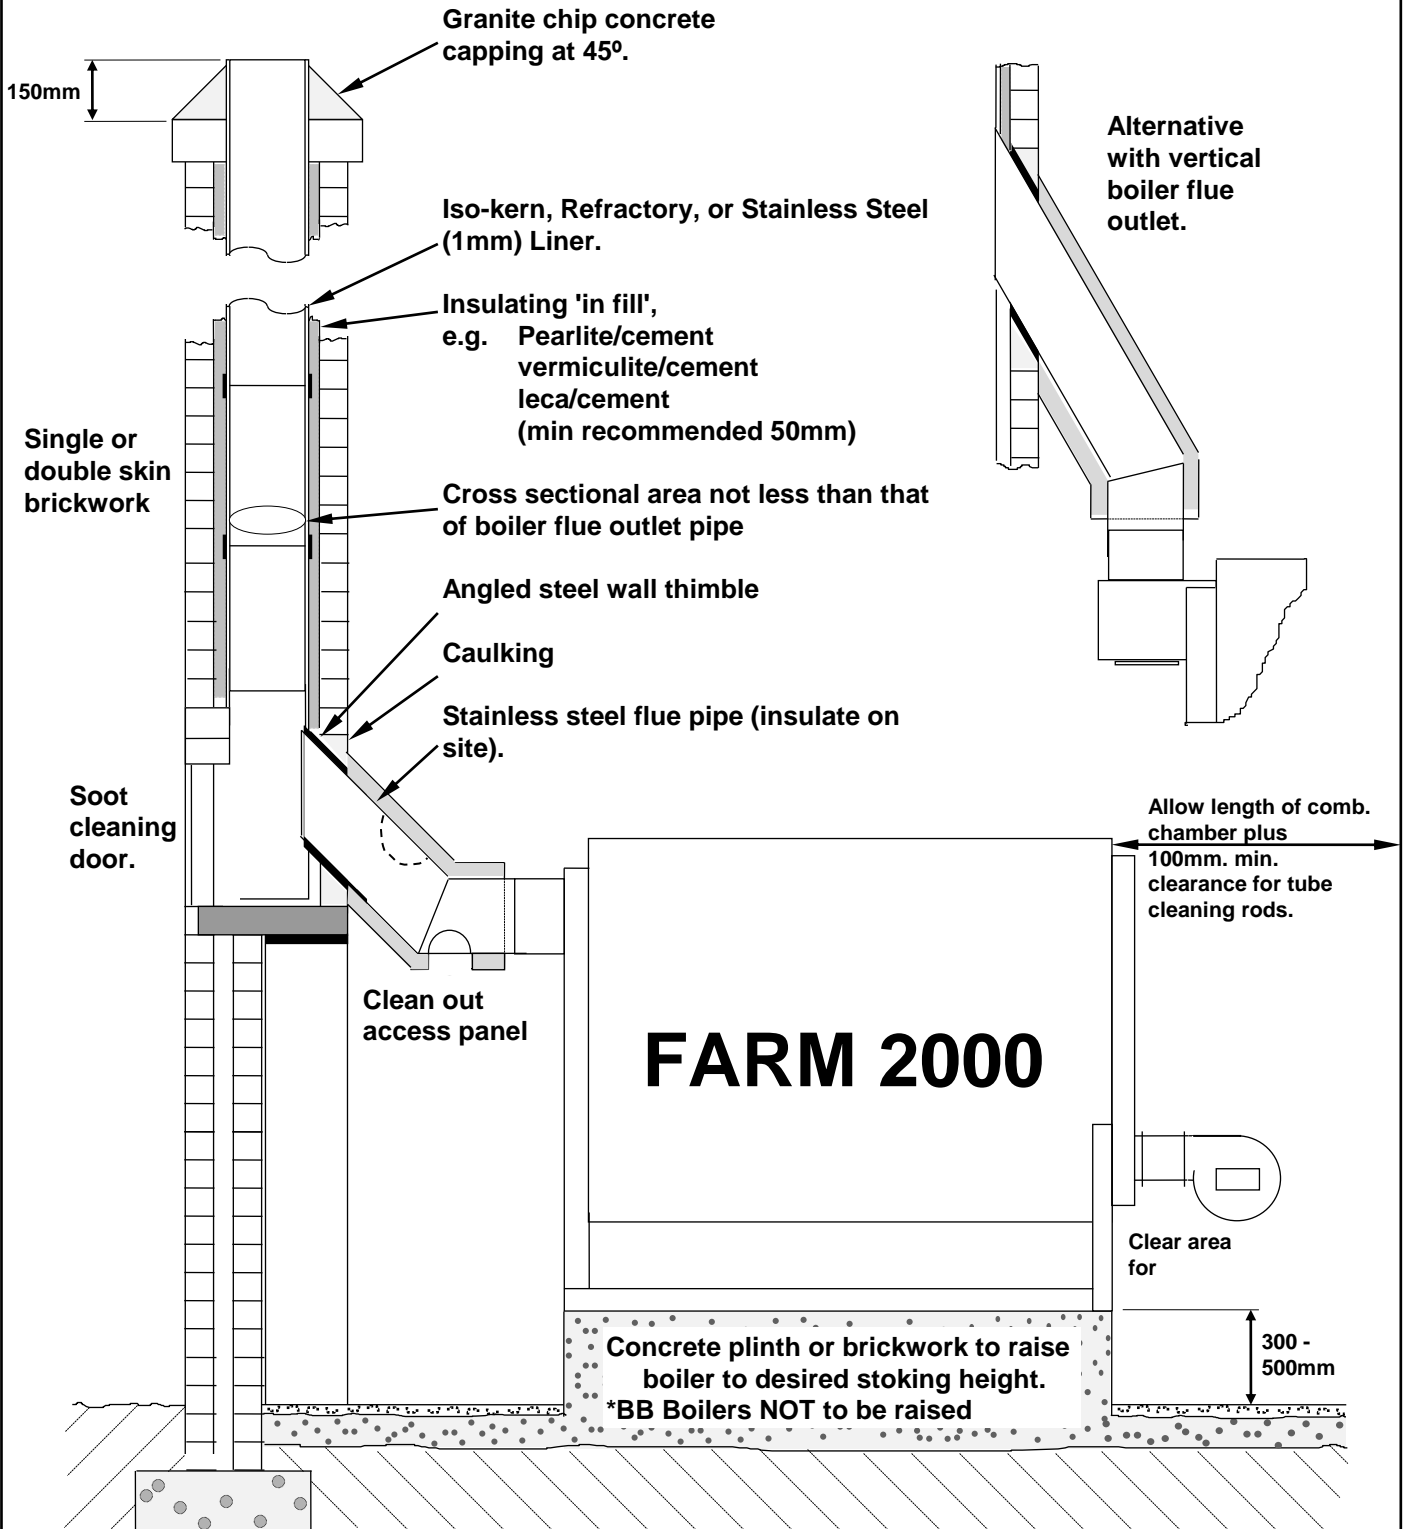 Granite chip concrete
capping at 45º.
150mm
Alternative
with vertical
boiler flue
outlet.
Iso-kern, Refractory, or Stainless Steel
(1mm) Liner.
Insulating 'in fill',
e.g. Pearlite/cement
vermiculite/cement
leca/cement
(min recommended 50mm)
Single or
double skin
brickwork
Cross sectional area not less than that
of boiler flue outlet pipe
Angled steel wall thimble
Caulking
Stainless steel flue pipe (insulate on
site).
Soot
cleaning
door.
Allow length of comb.
chamber plus
100mm. min.
clearance for tube
cleaning rods.
Clean out
access panel
FARM 2000
Clear area
for
Concrete plinth or brickwork to raise
boiler to desired stoking height.
*BB Boilers NOT to be raised
300 -
500mm